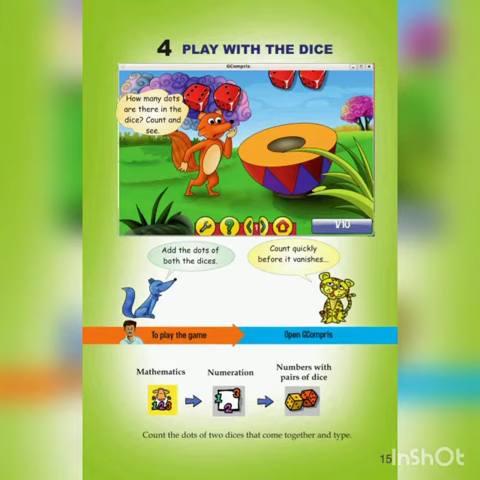 4 PLAY WITH THE DICE
GCompris
How many dots
are there in the
dice? Count and
see.
1/10
Add the dots of
both the dices.
Count quickly
before it vanishes...
To play the game
Open GCompris
Mathematics
Numeration
Numbers with
pairs of dice
Count the dots of two dices that come together and type.
15
InShOt